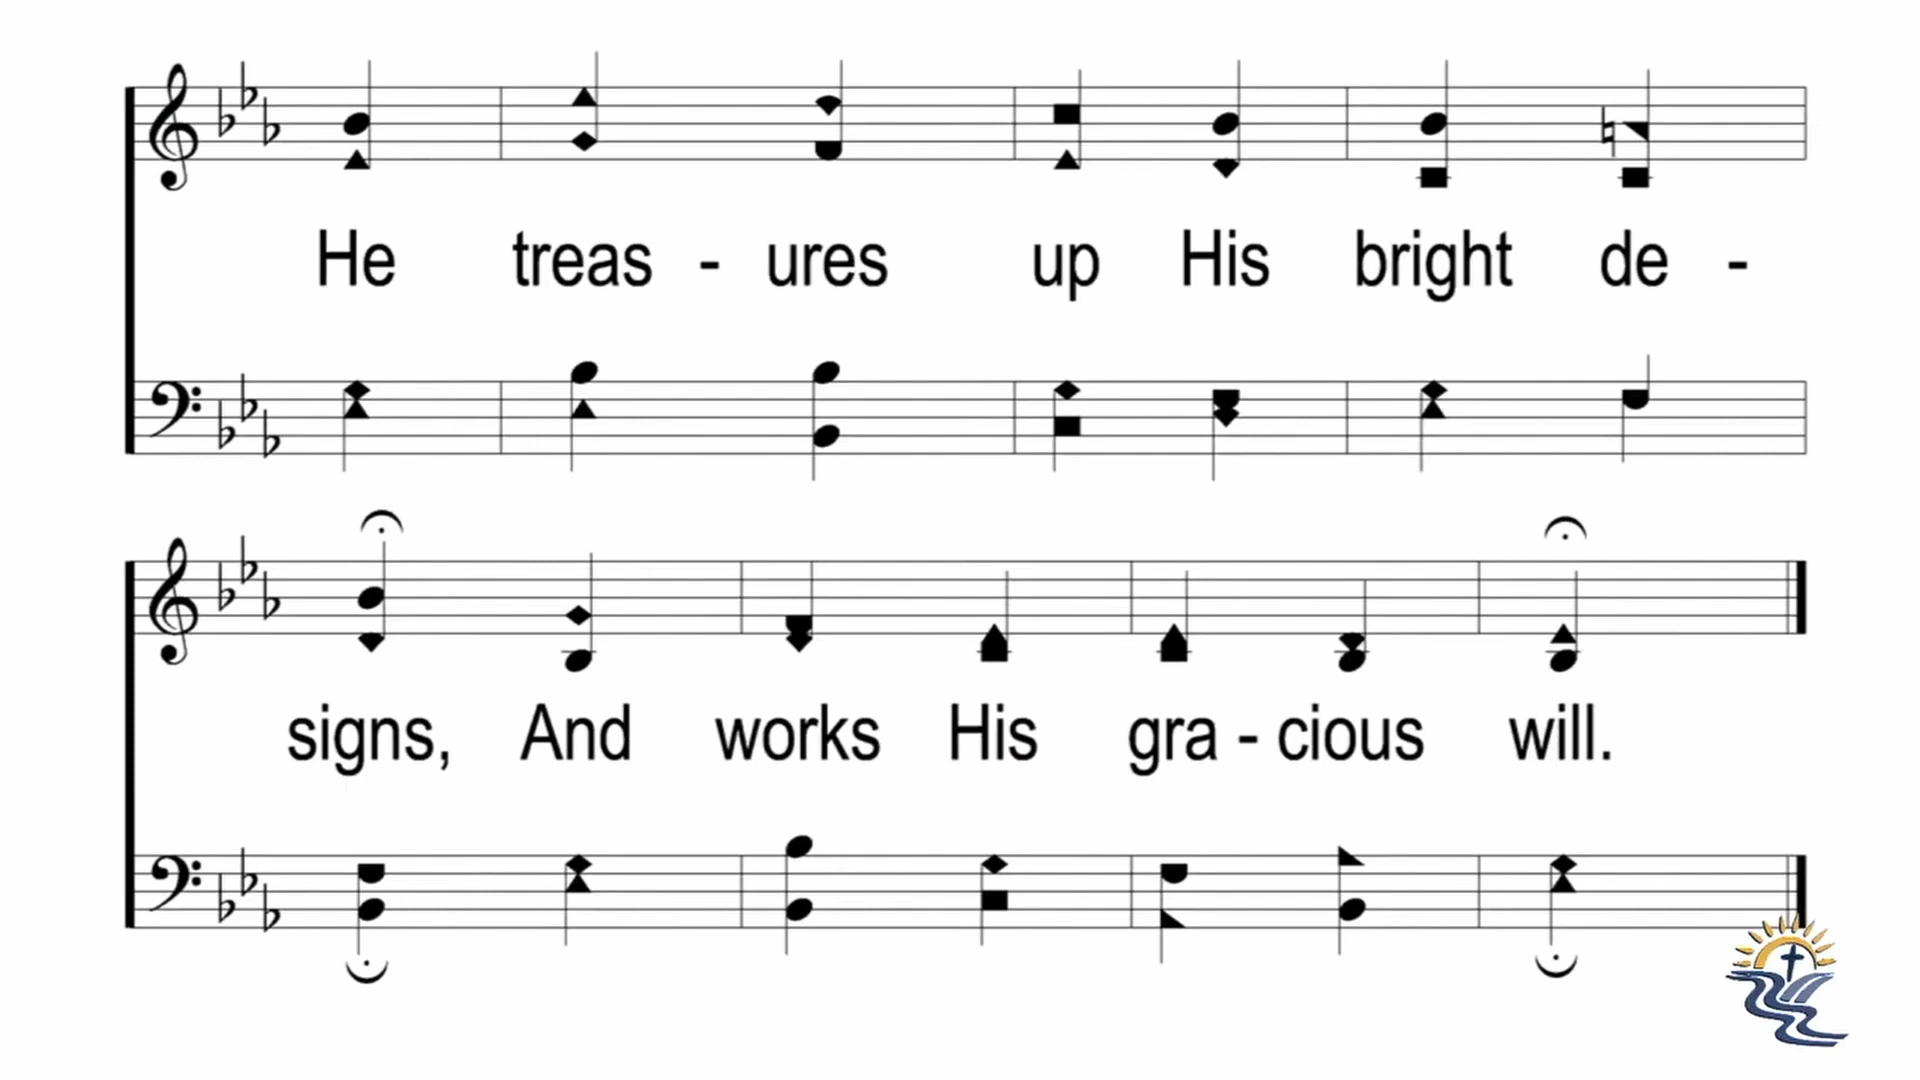 He treas - ures up His bright de -
signs, And works His gra - cious will.